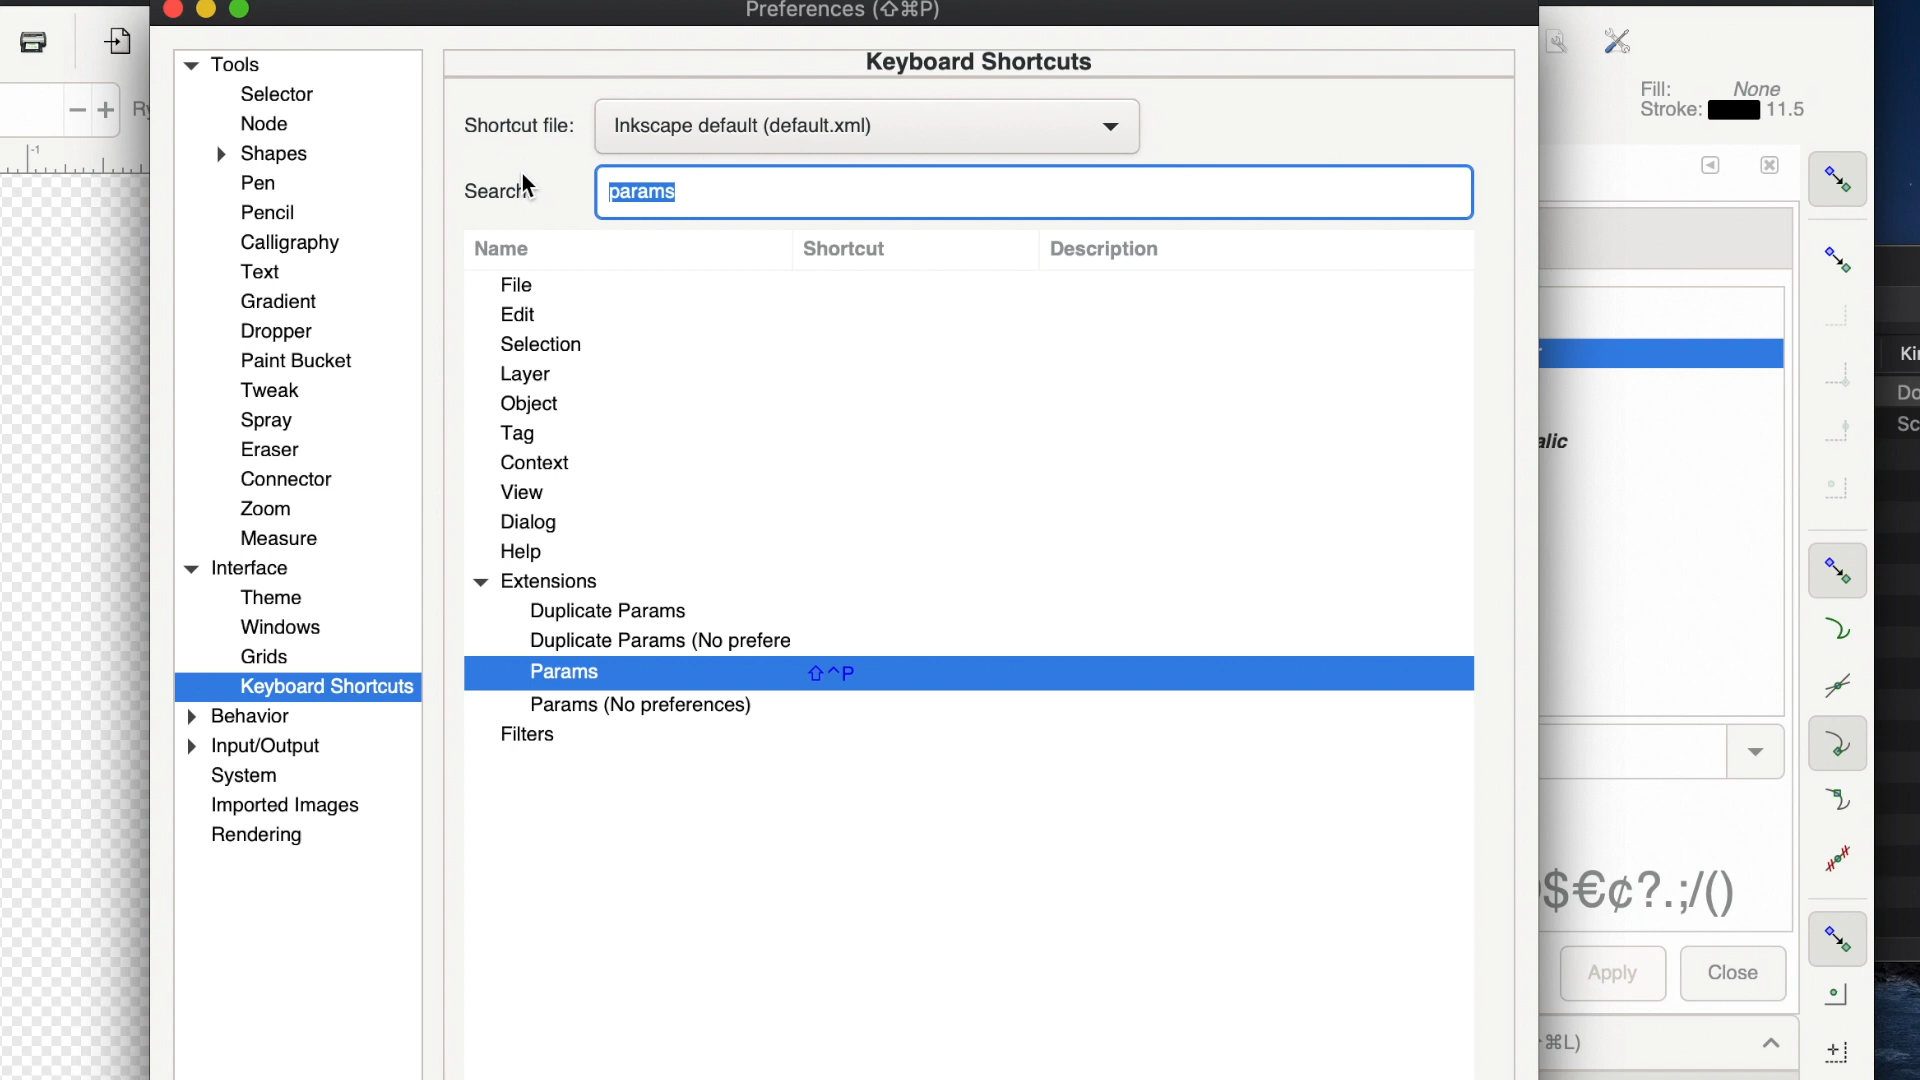 Preferences (⇧⌘P)
Tools
Selector
Node
Shapes
Pen
Pencil
Calligraphy
Text
Gradient
Dropper
Paint Bucket
Tweak
Spray
Eraser
Connector
Zoom
Measure
Interface
Theme
Windows
Grids
Keyboard Shortcuts
Behavior
Input/Output
System
Imported Images
Rendering
Keyboard Shortcuts
Shortcut file: Inkscape default (default.xml)
Search params
Name Shortcut Description
File
Edit
Selection
Layer
Object
Tag
Context
View
Dialog
Help
Extensions
Duplicate Params
Duplicate Params (No prefere
Params ⇧^P
Params (No preferences)
Filters
-1
Fill: None
Stroke: 11.5
alic
$€¢?.;/()
Apply Close
⌘L)